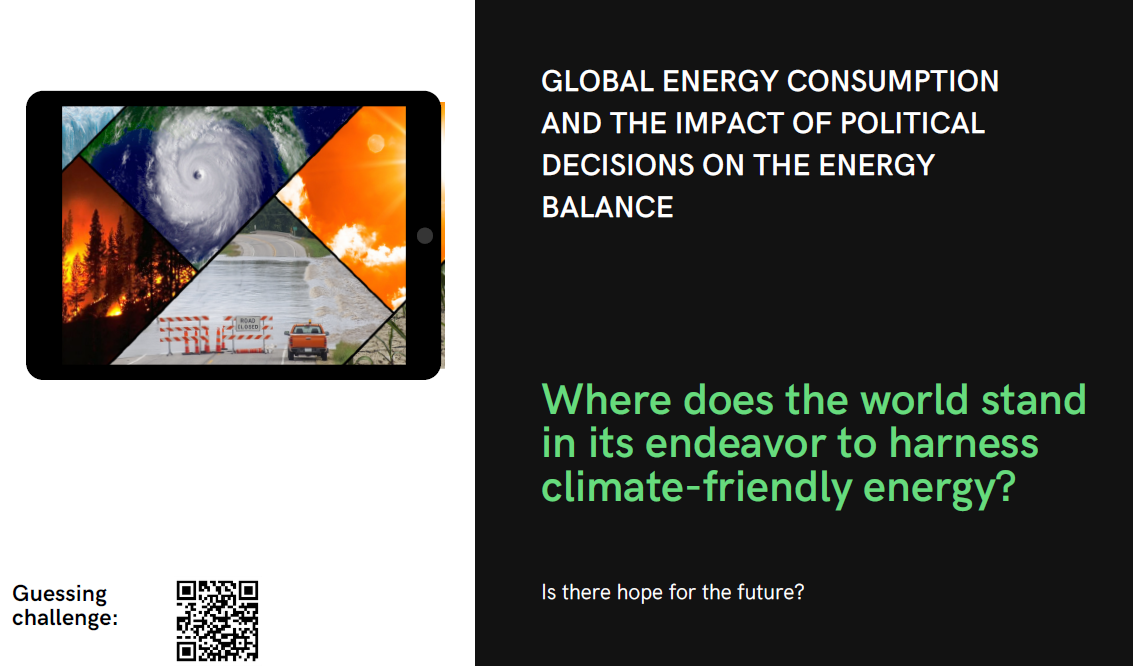 GLOBAL ENERGY CONSUMPTION
AND THE IMPACT OF POLITICAL
DECISIONS ON THE ENERGY
BALANCE
Where does the world stand
in its endeavor to harness
climate-friendly energy?
Is there hope for the future?
ROAD
CLOSED
Guessing
challenge: